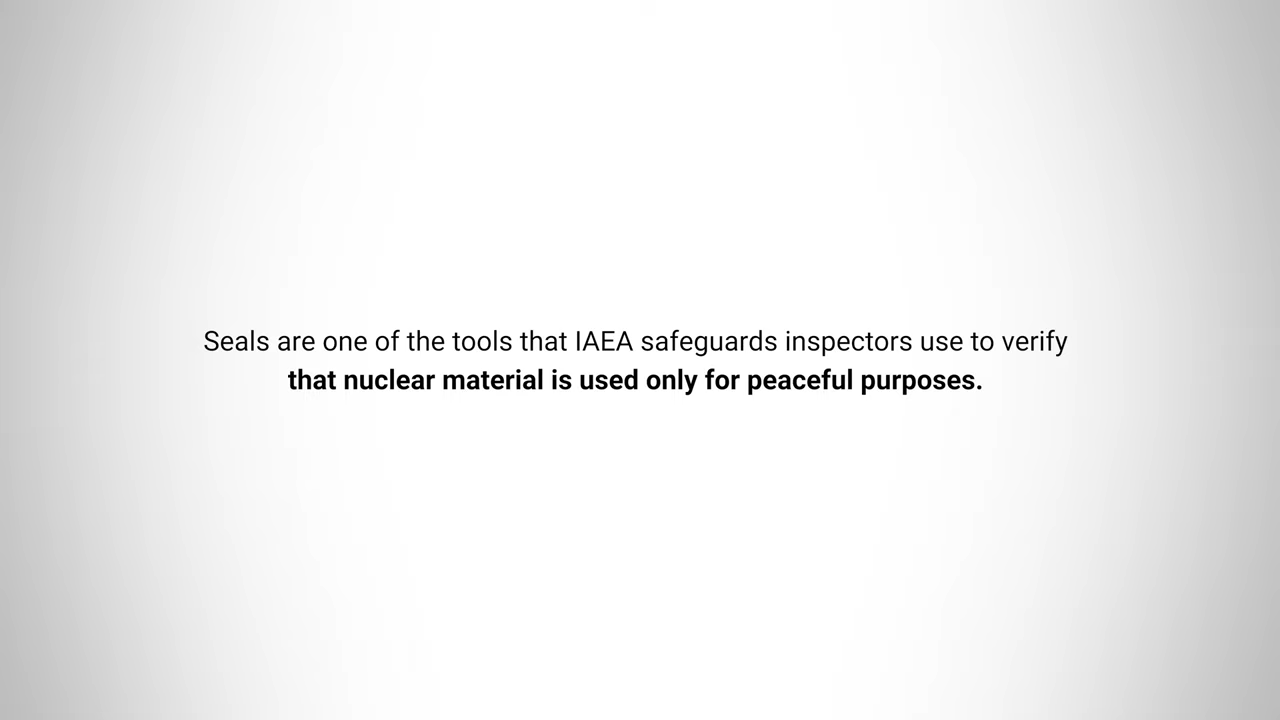 Seals are one of the tools that IAEA safeguards inspectors use to verify
that nuclear material is used only for peaceful purposes.